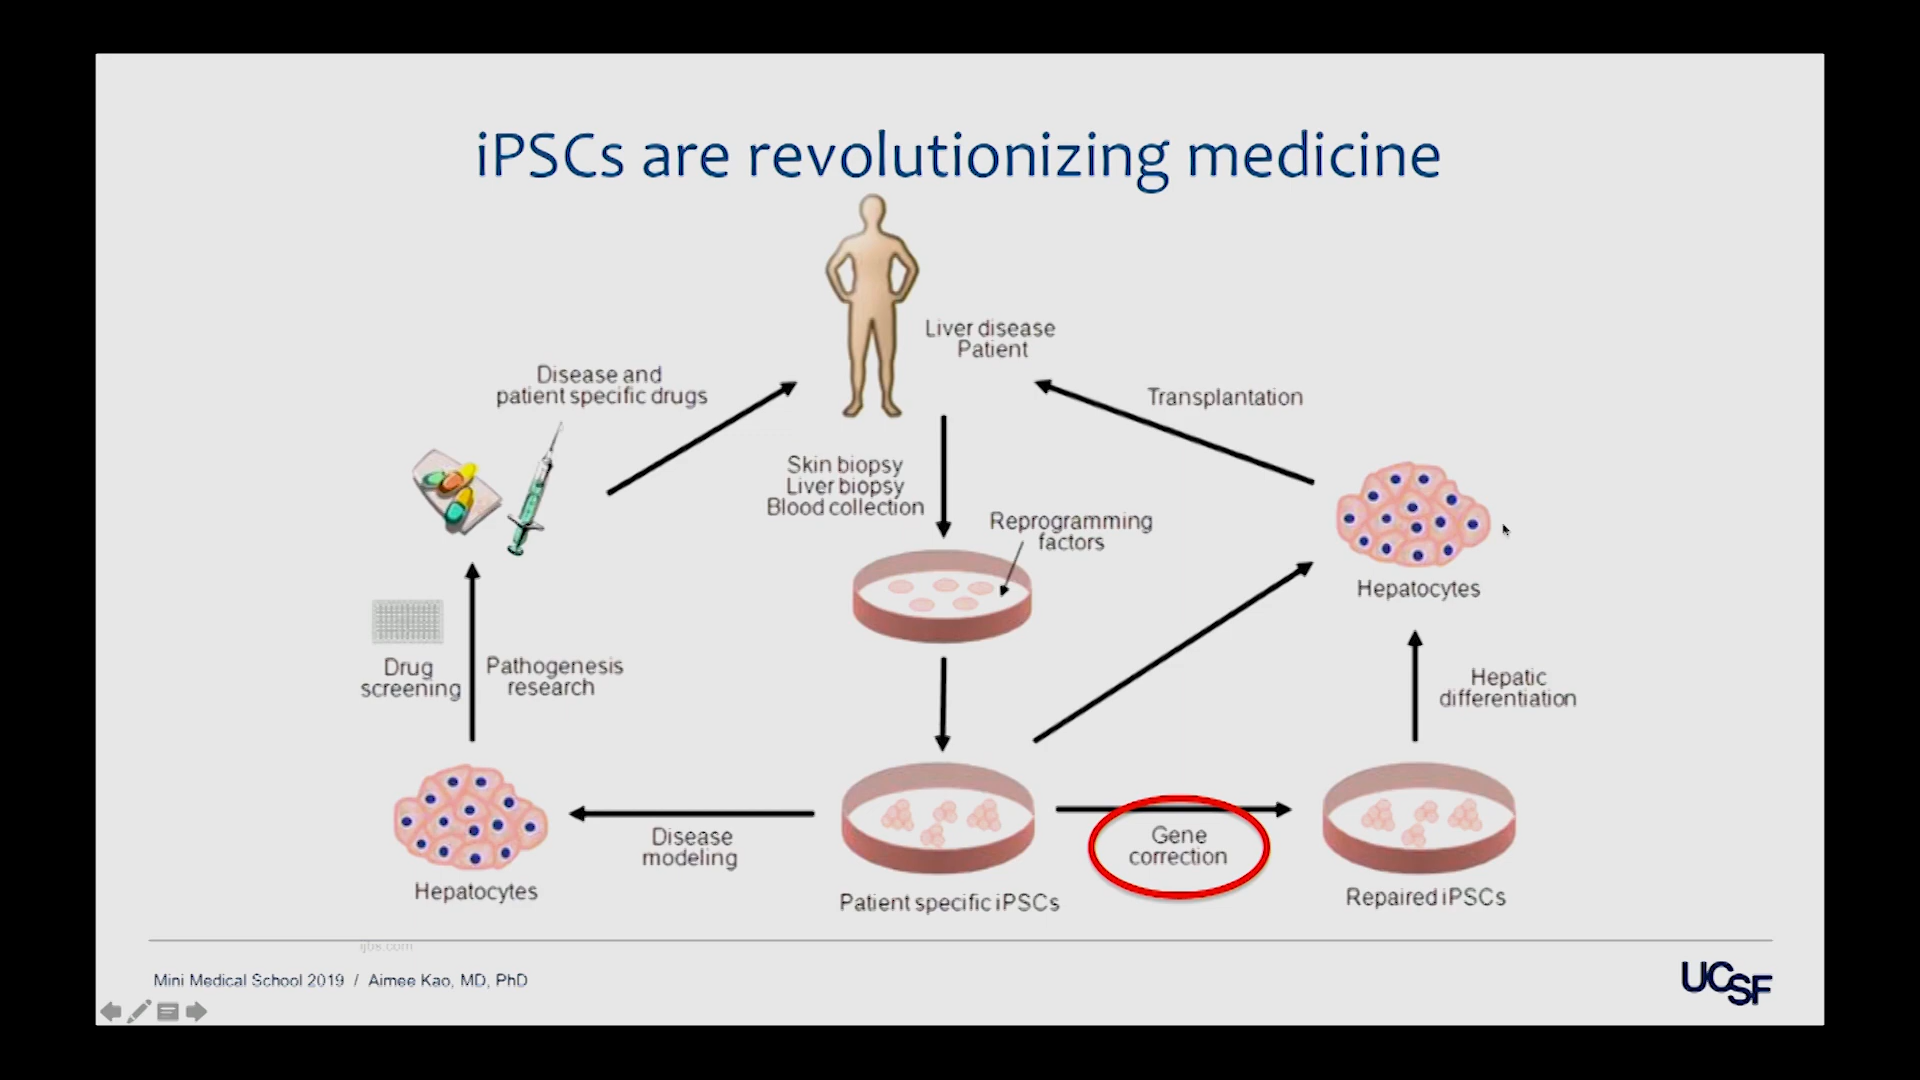 iPSCs are revolutionizing medicine
Liver disease
Patient
Disease and
patient specific drugs
Transplantation
Skin biopsy
Liver biopsy
Blood collection
Reprogramming
factors
Hepatocytes
Drug
screening
Pathogenesis
research
Hepatic
differentiation
Disease
modeling
Gene
correction
Hepatocytes
Patient specific iPSCs
Repaired iPSCs
ijbs.com
Mini Medical School 2019 / Aimee Kao, MD, PhD
UCSF